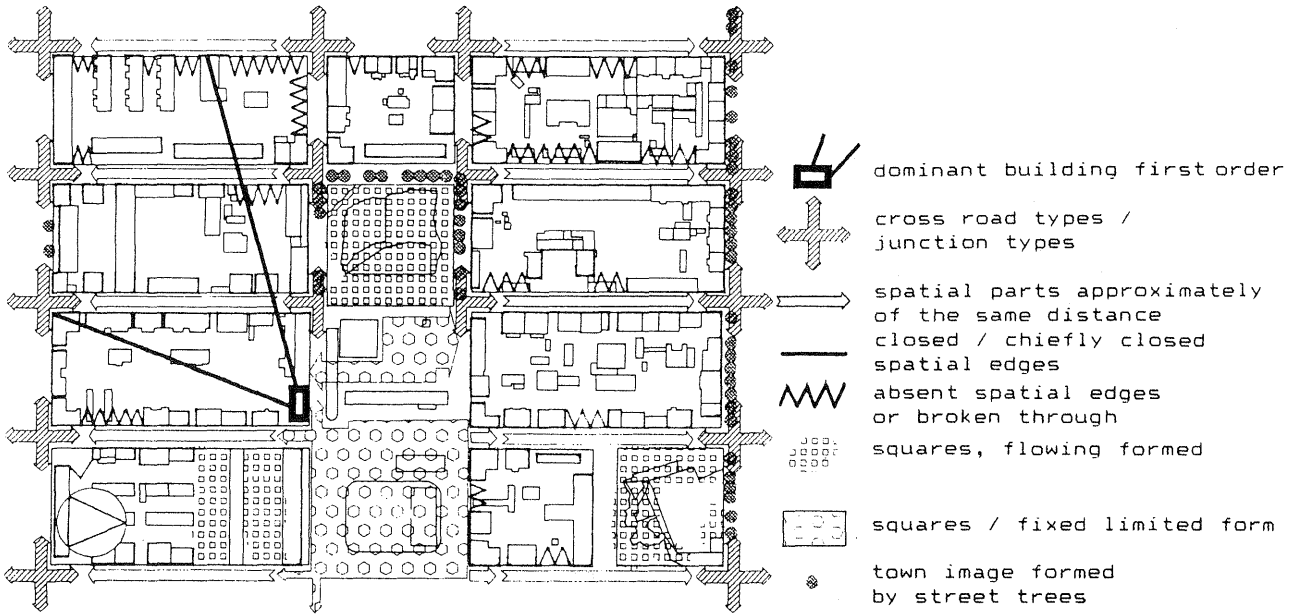 dominant building first order
cross road types /
junction types
spatial parts approximately
of the same distance
closed / chiefly closed
spatial edges
absent spatial edges
or broken through
squares, flowing formed
squares / fixed limited form
town image formed
by street trees